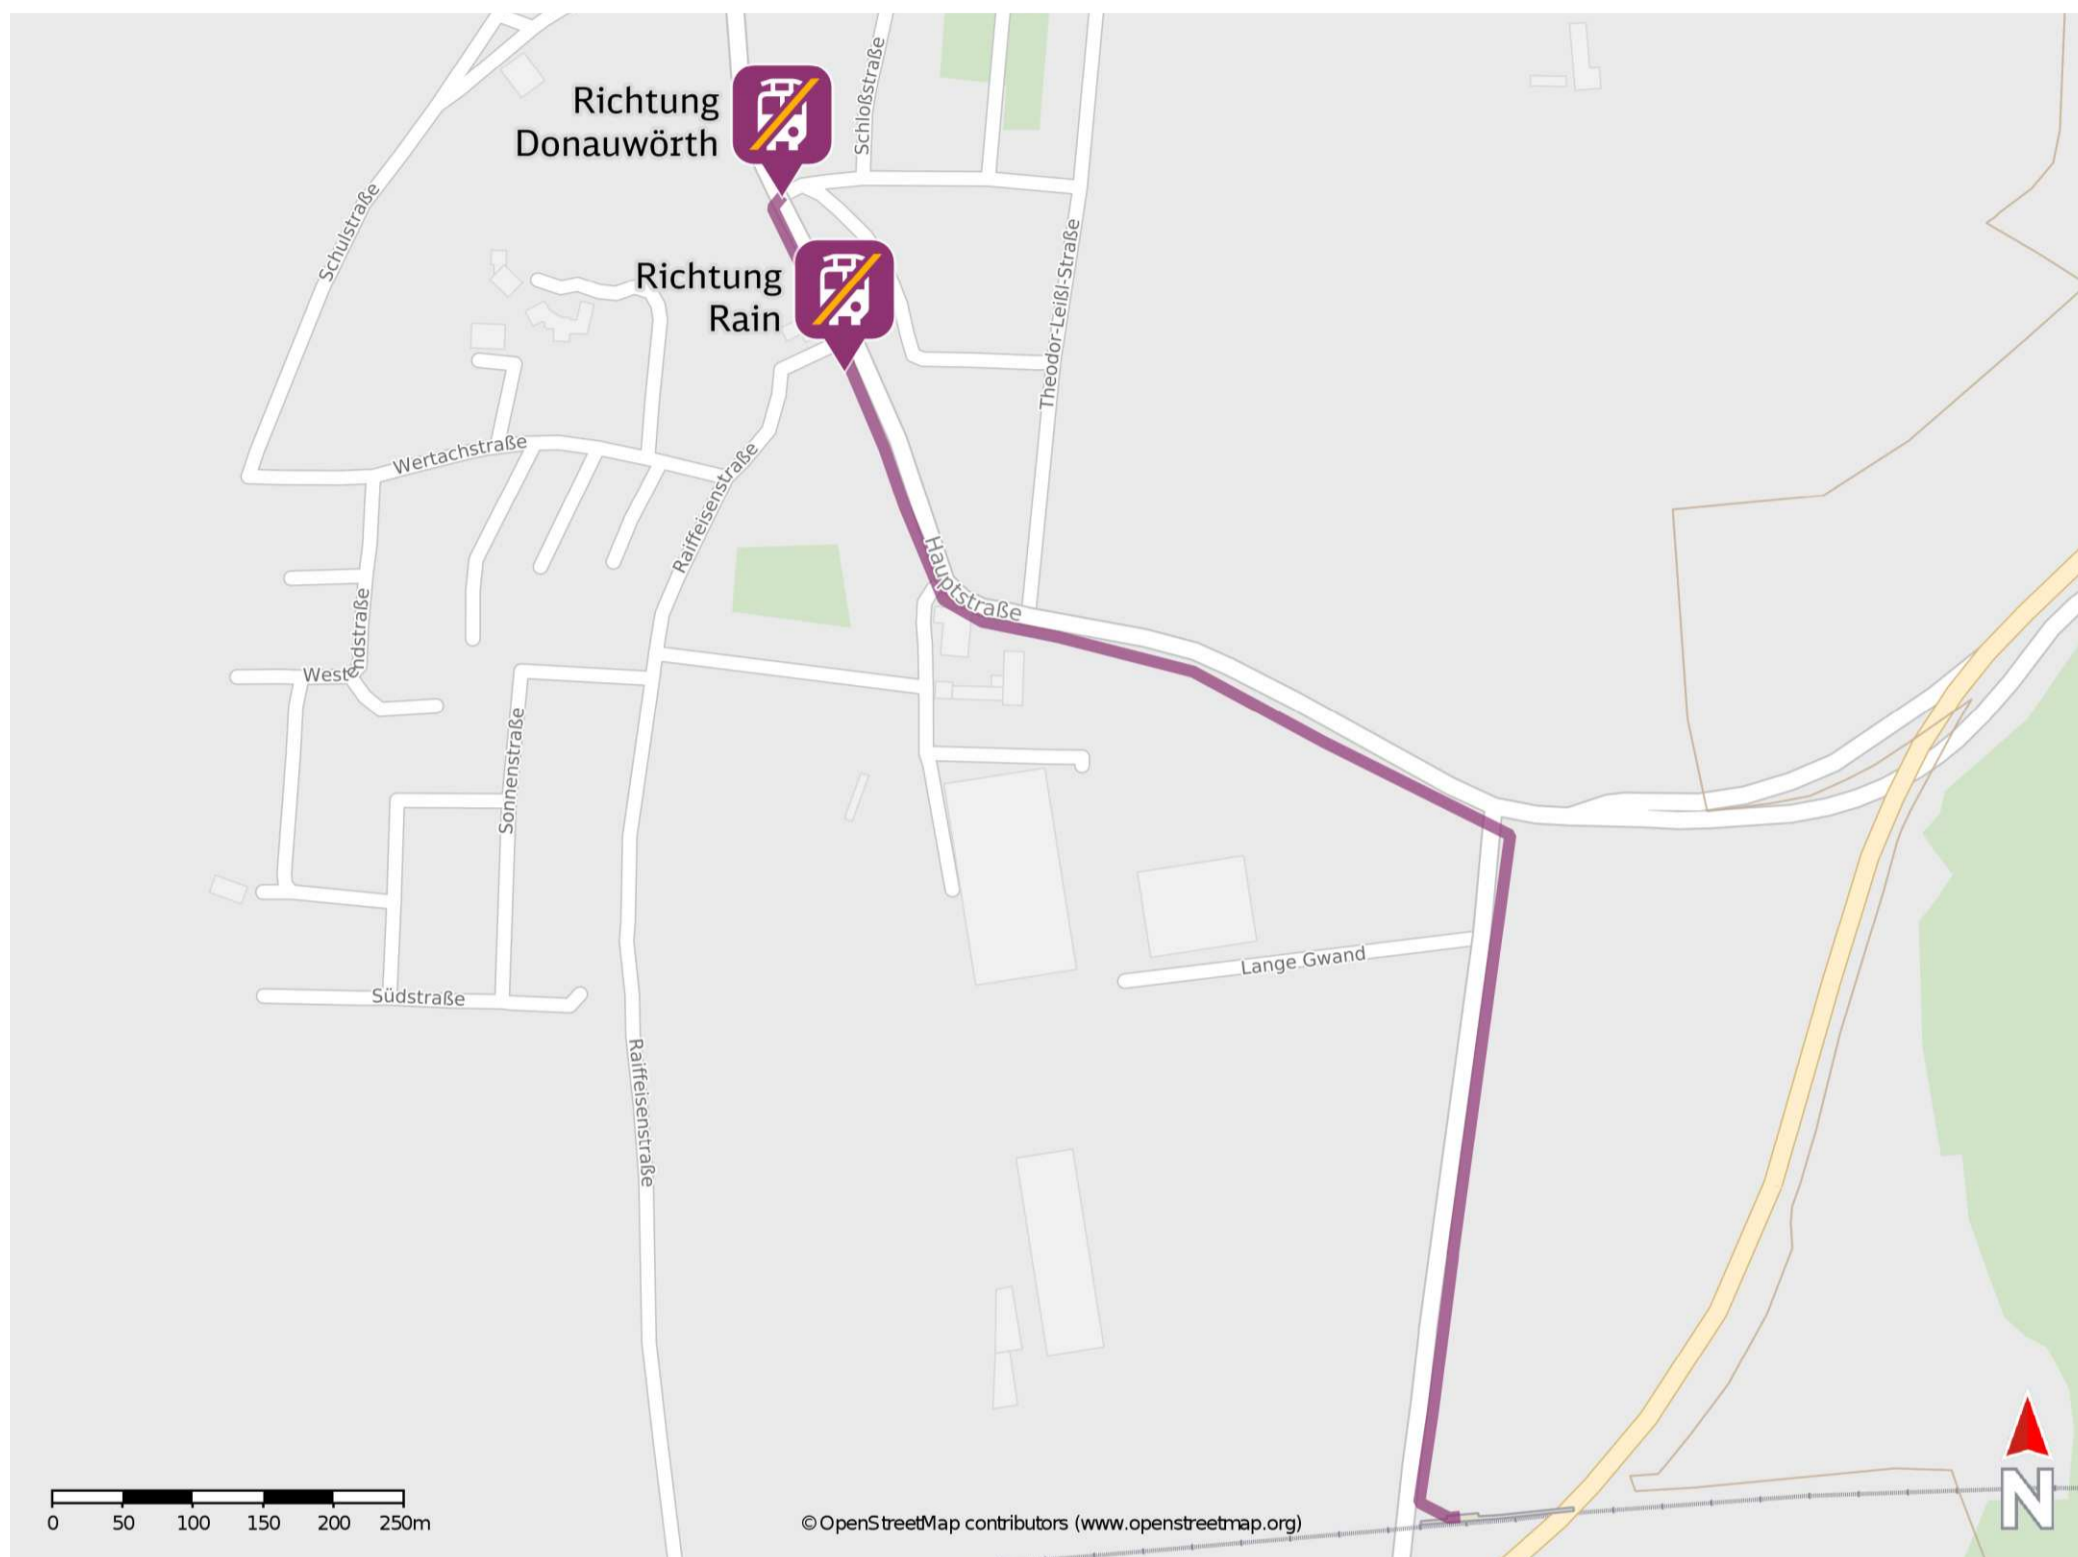 Schloßstraße
Richtung
Donauwörth
Schulstraße
Theodor-Leißl-Straße
Richtung
Rain
Wertachstraße
Raiffeisenstraße
Hauptstraße
Westendstraße
Sonnenstraße
Lange Gwand
Südstraße
Raiffeisenstraße
N
0 50 100 150 200 250m
© OpenStreetMap contributors (www.openstreetmap.org)